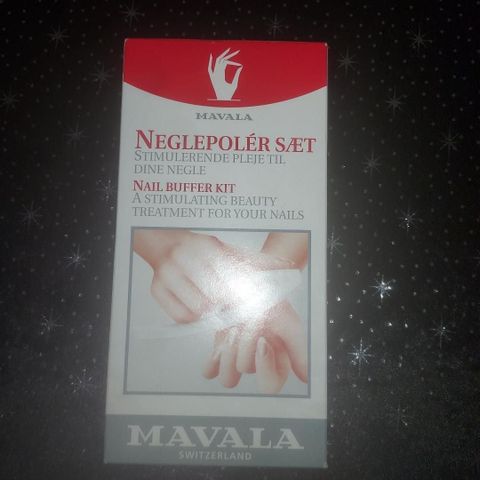 MAVALA
NEGLEPOLÉR SÆT
STIMULERENDE PLEJE TIL
DINE NEGLE
NAIL BUFFER KIT
A STIMULATING BEAUTY
TREATMENT FOR YOUR NAILS
MAVALA
SWITZERLAND